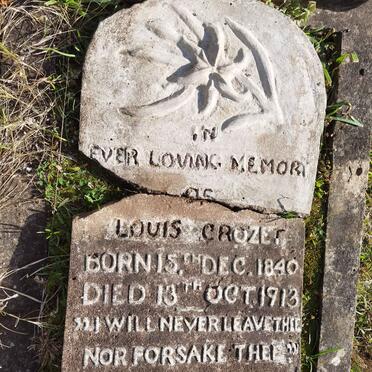 IN
EVER LOVING MEMORY
OF
LOUIS CROZET
BORN 15TH DEC. 1840
DIED 13TH OCT. 1913
"I WILL NEVER LEAVE THEE
NOR FORSAKE THEE."